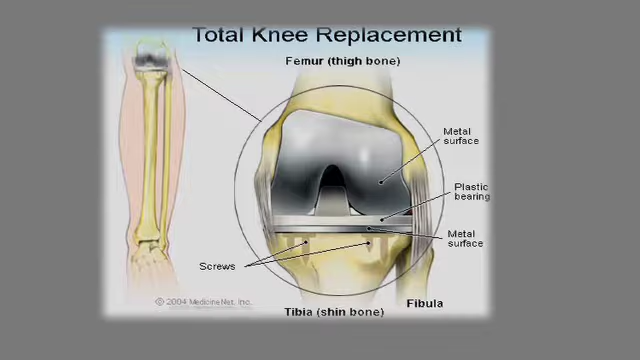 Total Knee Replacement
Femur (thigh bone)
Metal
surface
Plastic
bearing
Metal
surface
Screws
© 2004 MedicineNet, Inc.
Fibula
Tibia (shin bone)